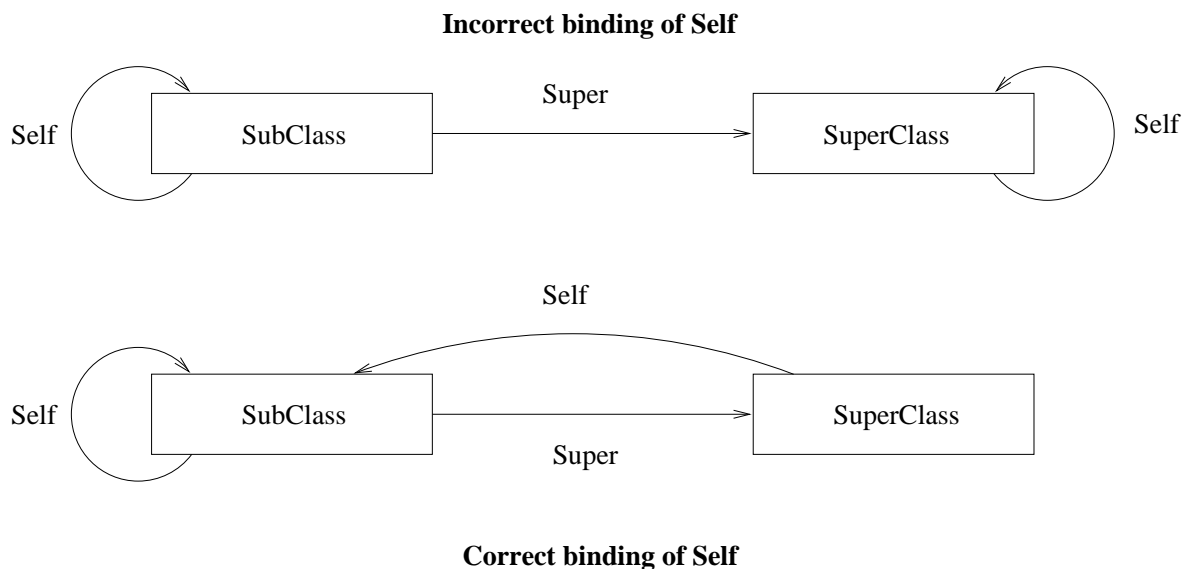 Incorrect binding of Self
Super
Self
SubClass
SuperClass
Self
Self
Self
SubClass
SuperClass
Super
Correct binding of Self